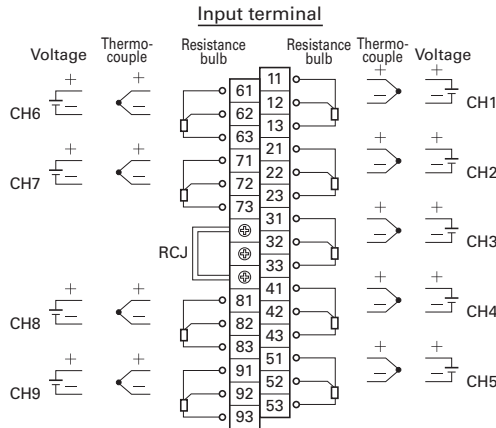 Input terminal
Voltage Thermo-couple Resistance bulb Resistance bulb Thermo-couple Voltage
+ + 61 11 + +
CH6 − − 62 12 − − CH1
63 13
+ + 71 21 + +
CH7 − − 72 22 − − CH2
73 23
RCJ 31 + +
32 − − CH3
33
+ + 81 41 + +
CH8 − − 82 42 − − CH4
83 43
+ + 91 51 + +
CH9 − − 92 52 − − CH5
93 53